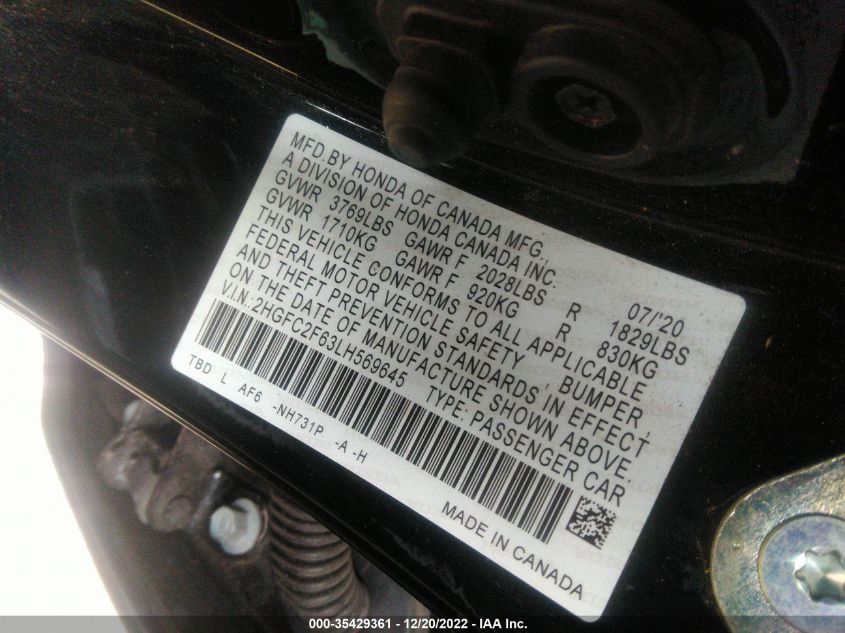 MFD. BY HONDA OF CANADA MFG.
A DIVISION OF HONDA CANADA INC. 07/'20
GVWR 3769LBS GAWR F 2028LBS R 1829LBS
GVWR 1710KG GAWR F 920KG R 830KG
THIS VEHICLE CONFORMS TO ALL APPLICABLE
FEDERAL MOTOR VEHICLE SAFETY , BUMPER ,
AND THEFT PREVENTION STANDARDS IN EFFECT
ON THE DATE OF MANUFACTURE SHOWN ABOVE.
V.I.N.: 2HGFC2F63LH569645 TYPE: PASSENGER CAR
TBD L AF6 -NH731P -A -H MADE IN CANADA
000-35429361 - 12/20/2022 - IAA Inc.